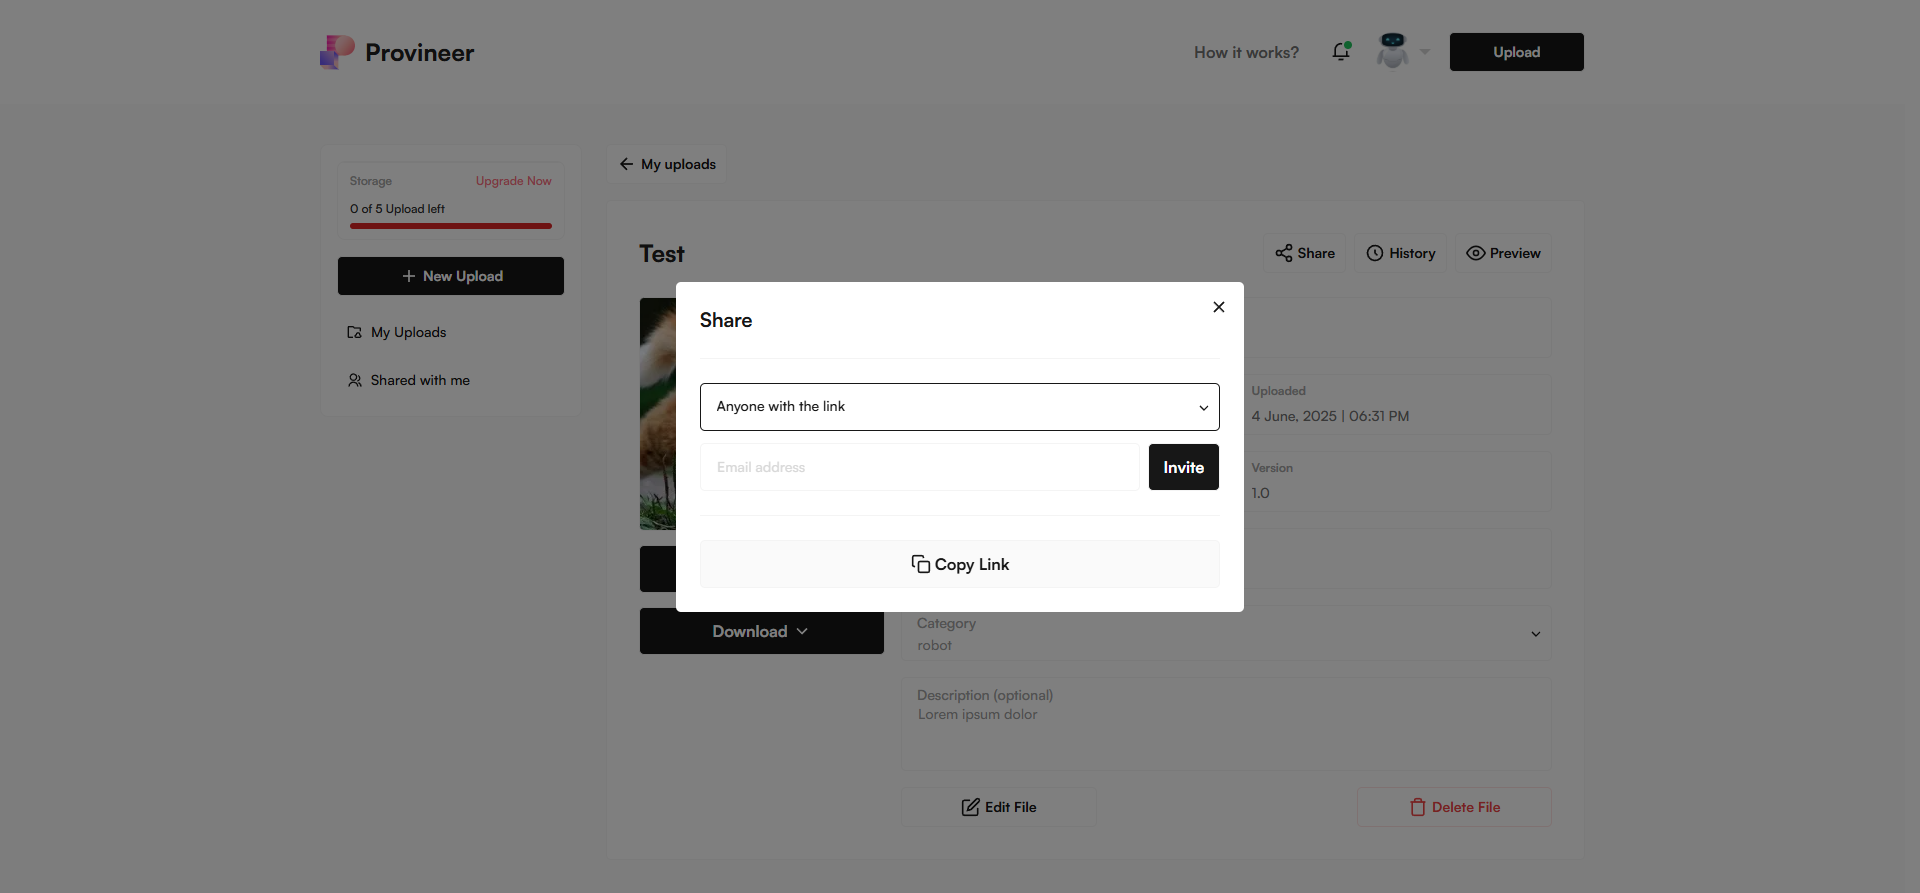 Provineer
How it works?
Upload
Storage
Upgrade Now
0 of 5 Upload left
New Upload
My Uploads
Shared with me
My uploads
Test
Share
History
Preview
Share
Anyone with the link
Email address
Invite
Copy Link
Uploaded
4 June, 2025 | 06:31 PM
Version
1.0
Download
Category
robot
Description (optional)
Lorem ipsum dolor
Edit File
Delete File